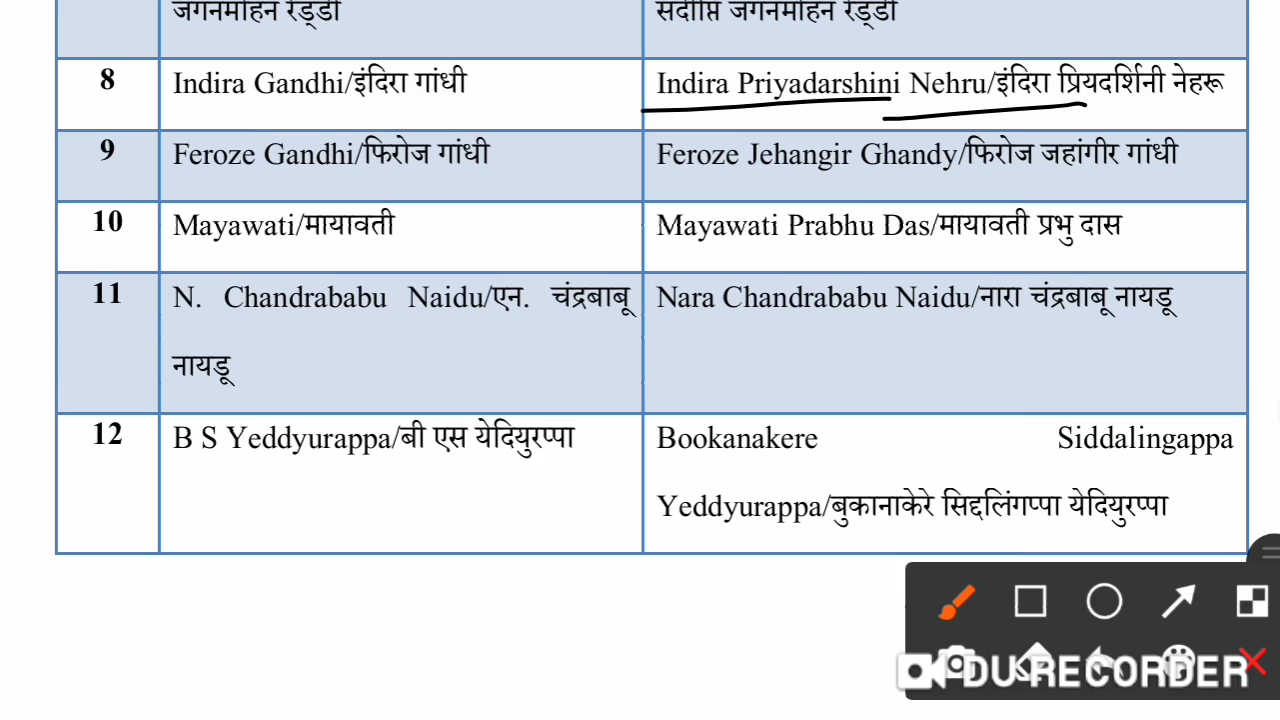 जगनमोहन रेड्डी
संदीप्ति जगनमोहन रेड्डी
8
Indira Gandhi/इंदिरा गांधी
Indira Priyadarshini Nehru/इंदिरा प्रियदर्शिनी नेहरू
9
Feroze Gandhi/फिरोज गांधी
Feroze Jehangir Ghandy/फिरोज जहांगीर गांधी
10
Mayawati/मायावती
Mayawati Prabhu Das/मायावती प्रभु दास
11
N. Chandrababu Naidu/एन. चंद्रबाबू
नायडू
Nara Chandrababu Naidu/नारा चंद्रबाबू नायडू
12
B S Yeddyurappa/बी एस येदियुरप्पा
Bookanakere Siddalingappa
Yeddyurappa/बुकानाकेरे सिद्दलिंगप्पा येदियुरप्पा
DU RECORDER